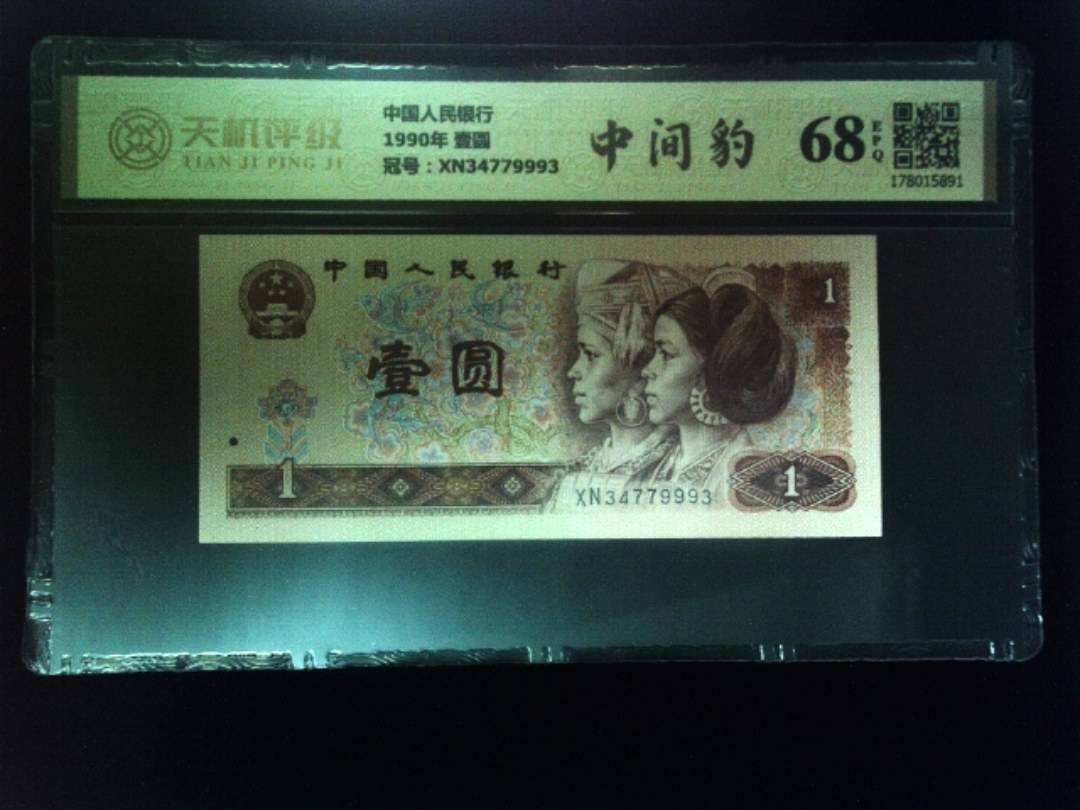 天机评级
TIAN JI PING JI
中国人民银行
1990年 壹圆
冠号：XN34779993
中间豹
68
EPQ
178015891
中国人民银行
1
壹圆
1
XN34779993
1